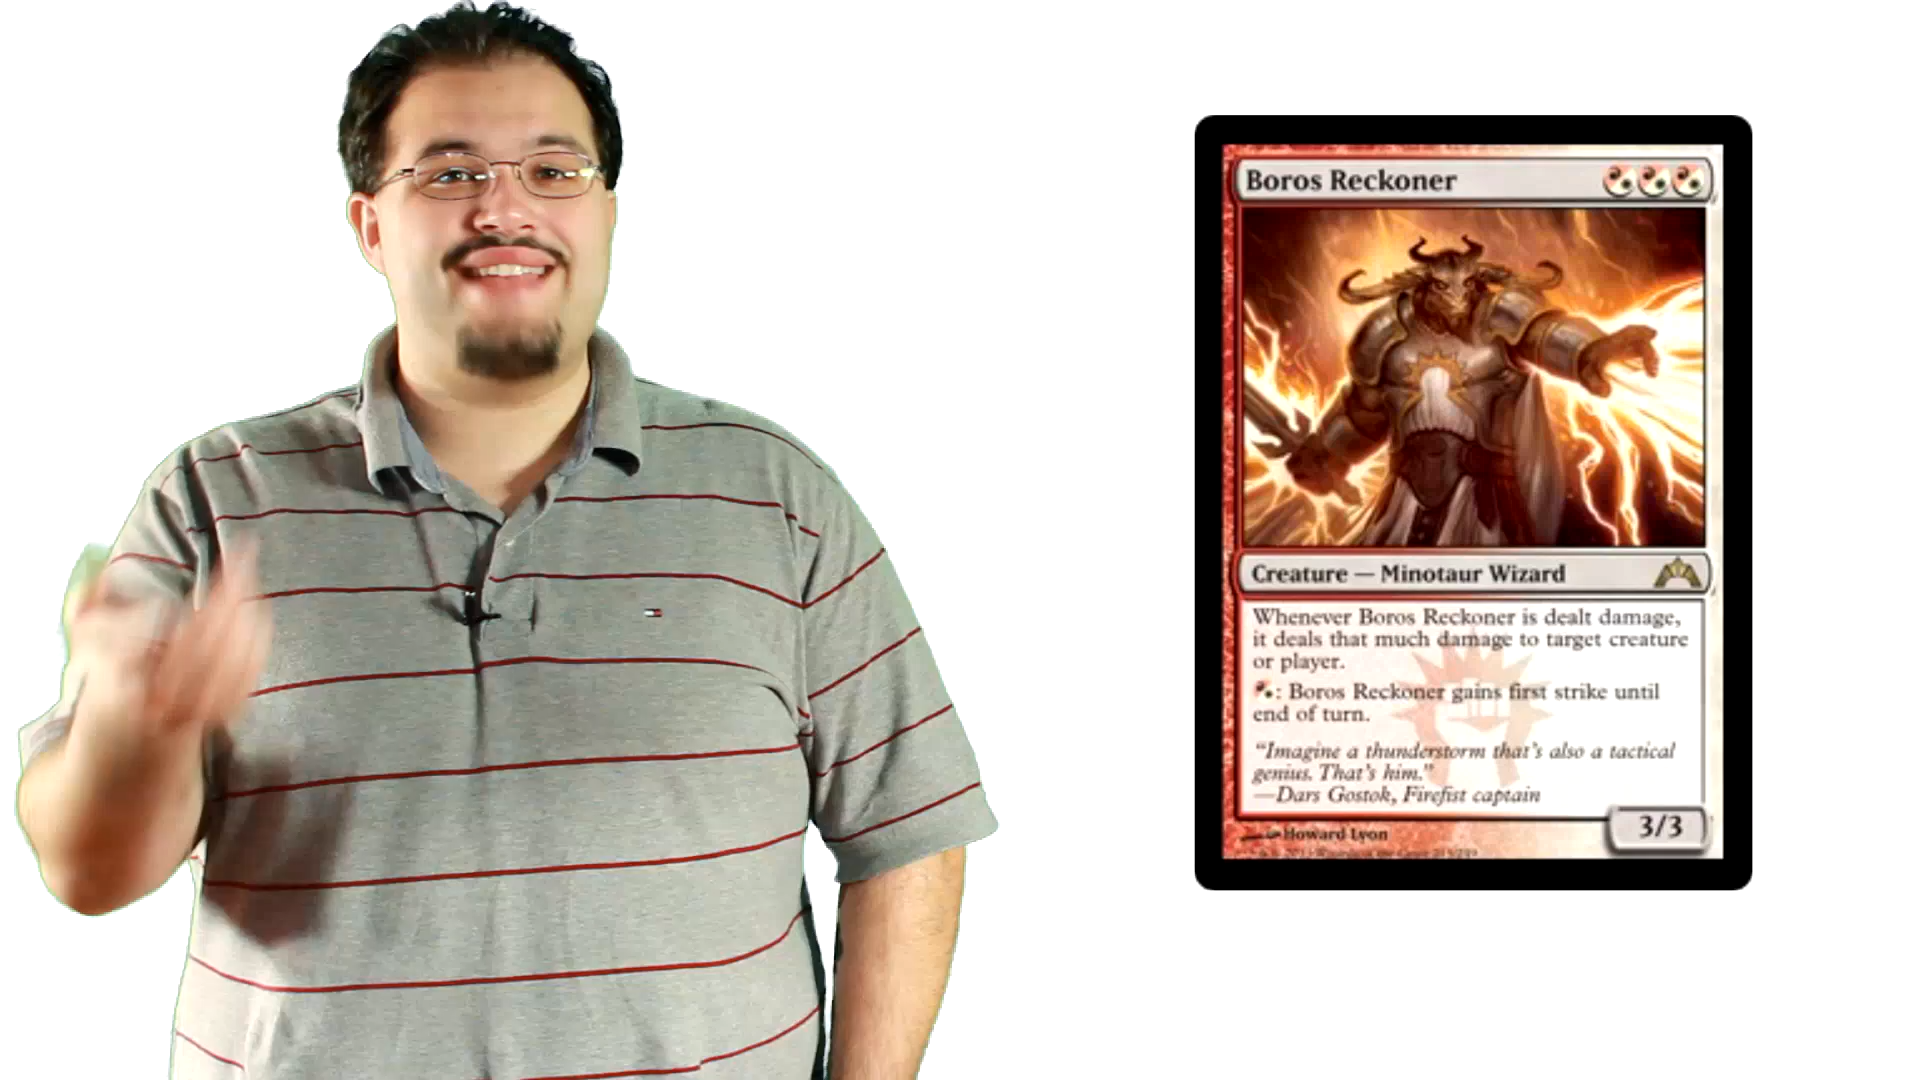 Boros Reckoner
Creature — Minotaur Wizard
Whenever Boros Reckoner is dealt damage,
it deals that much damage to target creature
or player.
: Boros Reckoner gains first strike until
end of turn.
“Imagine a thunderstorm that’s also a tactical
genius. That’s him.”
—Dars Gostok, Firefist captain
3/3
Howard Lyon